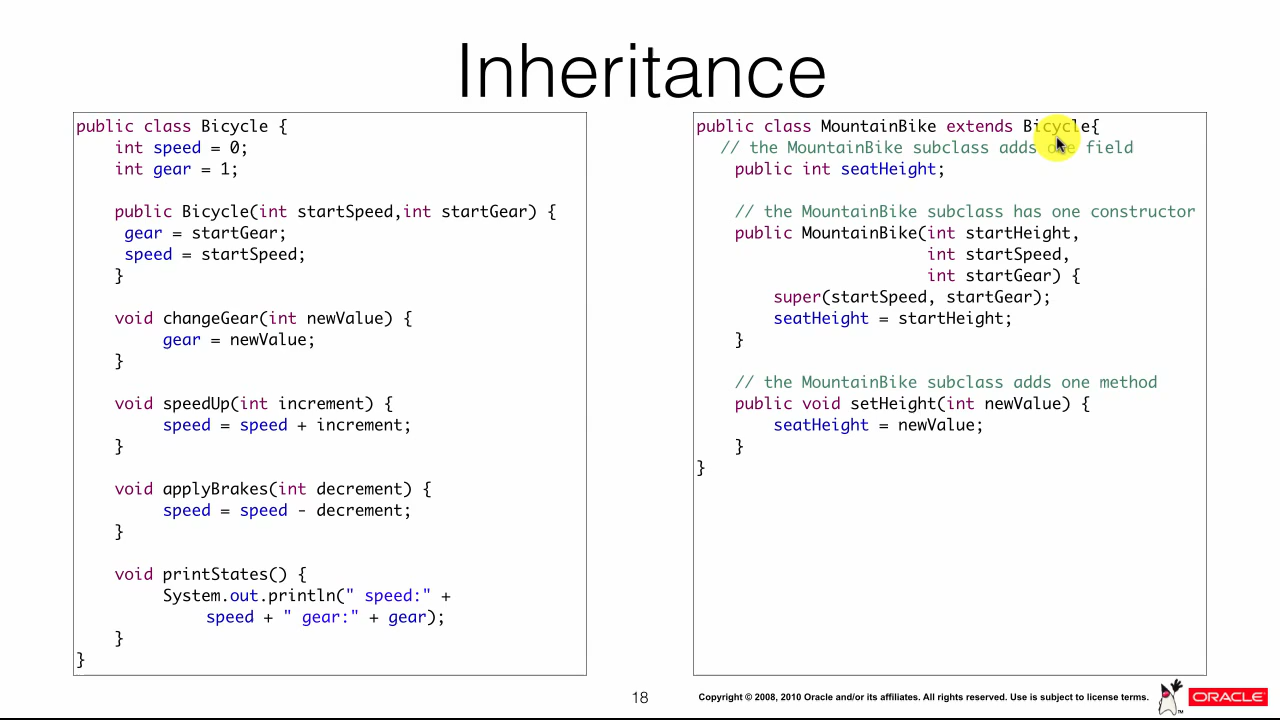 Inheritance
public class Bicycle {
    int speed = 0;
    int gear = 1;
    public Bicycle(int startSpeed,int startGear) {
     gear = startGear;
     speed = startSpeed;
    }
    void changeGear(int newValue) {
         gear = newValue;
    }
    void speedUp(int increment) {
         speed = speed + increment;
    }
    void applyBrakes(int decrement) {
         speed = speed - decrement;
    }
    void printStates() {
         System.out.println(" speed:" +
             speed + " gear:" + gear);
    }
}
public class MountainBike extends Bicycle{
  // the MountainBike subclass adds one field
    public int seatHeight;
    // the MountainBike subclass has one constructor
    public MountainBike(int startHeight,
                        int startSpeed,
                        int startGear) {
        super(startSpeed, startGear);
        seatHeight = startHeight;
    }
    // the MountainBike subclass adds one method
    public void setHeight(int newValue) {
        seatHeight = newValue;
    }
}
18
Copyright © 2008, 2010 Oracle and/or its affiliates. All rights reserved. Use is subject to license terms.
TM
ORACLE